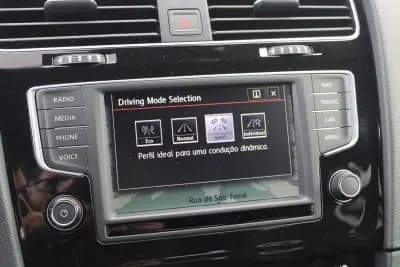 RADIO
MEDIA
PHONE
VOICE
NAV
TRAFFIC
CAR
MENU
Driving Mode Selection
Eco
Normal
Sport
Individual
Perfil ideal para uma condução dinâmica.
Rua de São Tomé